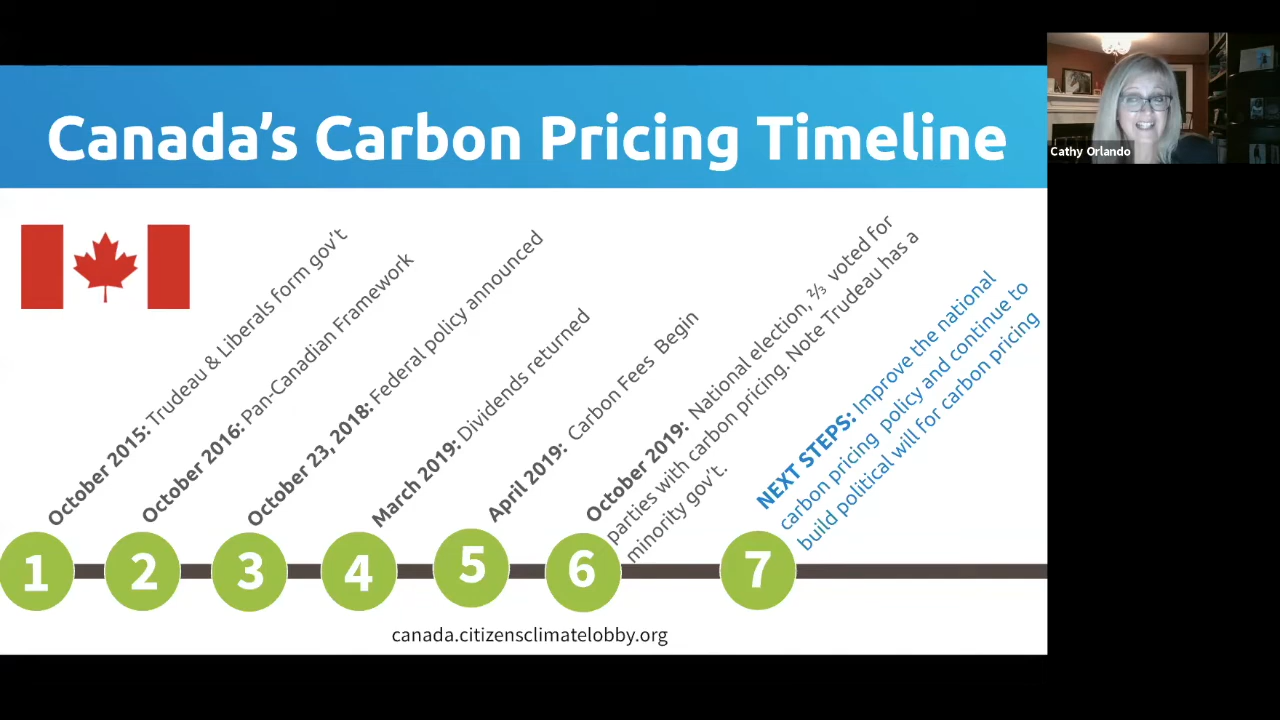 Canada's Carbon Pricing Timeline
Cathy Orlando
October 2015: Trudeau & Liberals form gov't
October 2016: Pan-Canadian Framework
October 23, 2018: Federal policy announced
March 2019: Dividends returned
April 2019: Carbon Fees Begin
October 2019: National election, ⅔ voted for
parties with carbon pricing. Note Trudeau has a
minority gov't.
NEXT STEPS: Improve the national
carbon pricing policy and continue to
build political will for carbon pricing
1 2 3 4 5 6 7
canada.citizensclimatelobby.org